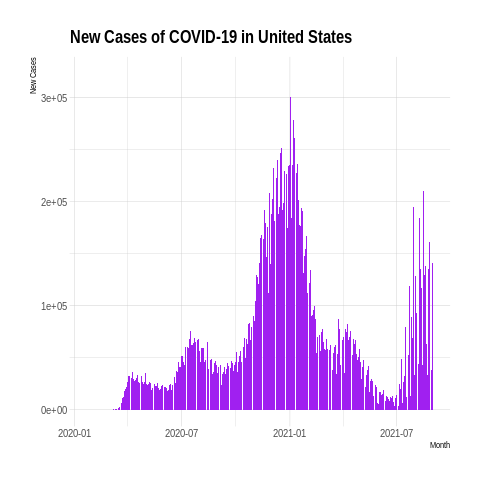 New Cases of COVID-19 in United States
New Cases
3e+05
2e+05
1e+05
0e+00
2020-01
2020-07
2021-01
2021-07
Month